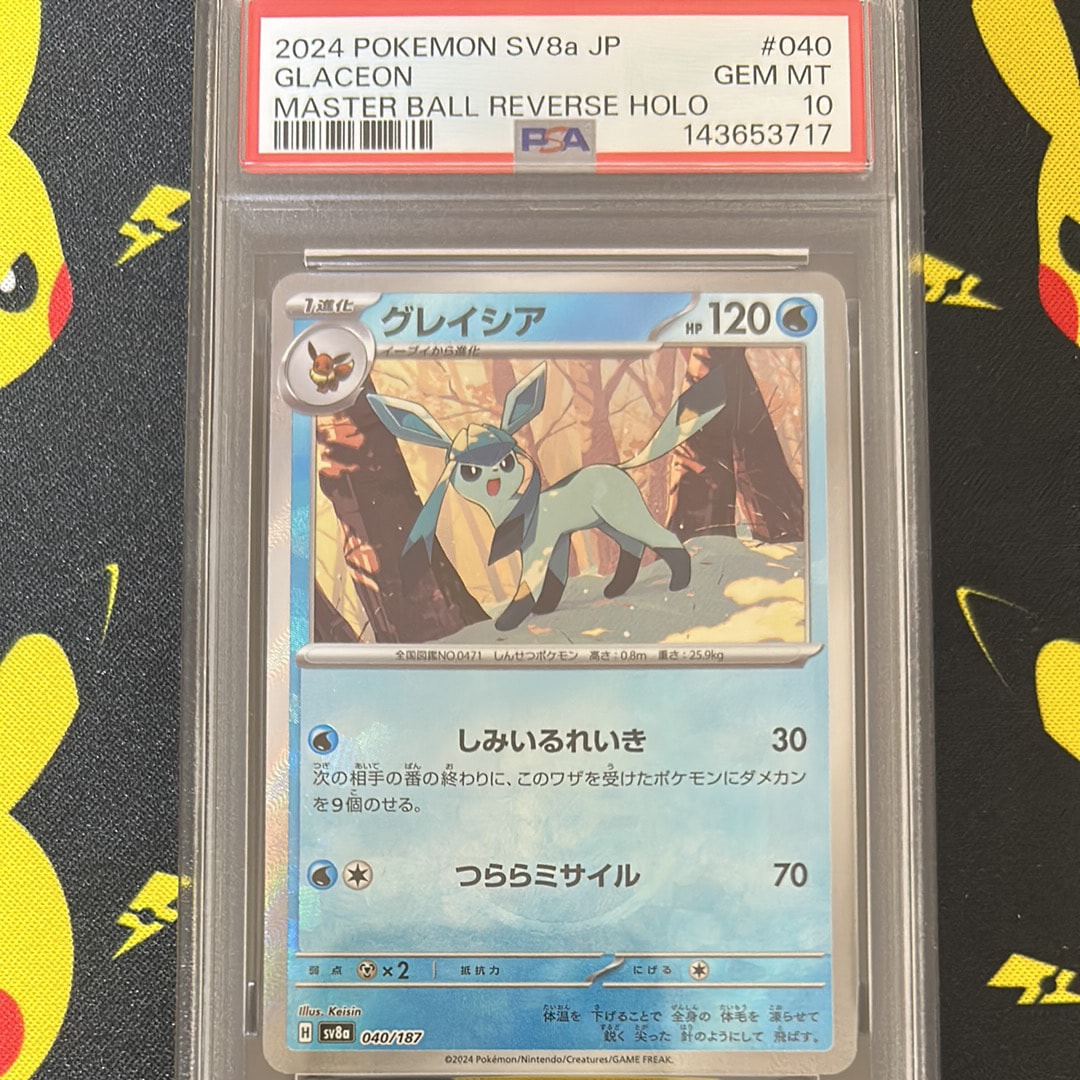 2024 POKEMON SV8a JP #040
GLACEON GEM MT
MASTER BALL REVERSE HOLO 10
PSA 143653717
1進化 グレイシア HP 120
イーブイから進化
全国図鑑NO.0471 しんせつポケモン 高さ:0.8m 重さ:25.9kg
しみいるれいき 30
次の相手の番の終わりに、このワザを受けたポケモンにダメカン
を9個のせる。
つららミサイル 70
弱点 ×2 抵抗力 にげる
Illus. Keisin
体温を 下げることで 全身の 体毛を 凍らせて
鋭く 尖った 針のようにして 飛ばす。
H sv8a 040/187
©2024 Pokémon/Nintendo/Creatures/GAME FREAK.